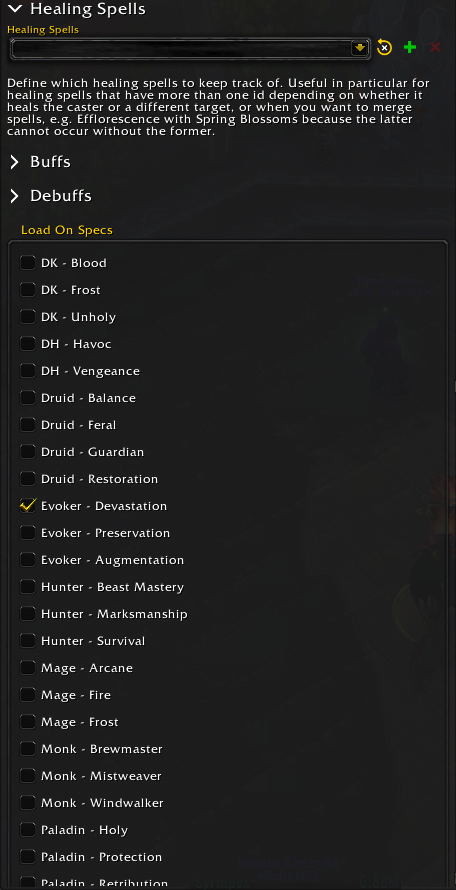 Healing Spells
Healing Spells
Define which healing spells to keep track of. Useful in particular for
healing spells that have more than one id depending on whether it
heals the caster or a different target, or when you want to merge
spells, e.g. Efflorescence with Spring Blossoms because the latter
cannot occur without the former.
Buffs
Debuffs
Load On Specs
DK - Blood
DK - Frost
DK - Unholy
DH - Havoc
DH - Vengeance
Druid - Balance
Druid - Feral
Druid - Guardian
Druid - Restoration
Evoker - Devastation
Evoker - Preservation
Evoker - Augmentation
Hunter - Beast Mastery
Hunter - Marksmanship
Hunter - Survival
Mage - Arcane
Mage - Fire
Mage - Frost
Monk - Brewmaster
Monk - Mistweaver
Monk - Windwalker
Paladin - Holy
Paladin - Protection
Paladin - Retribution